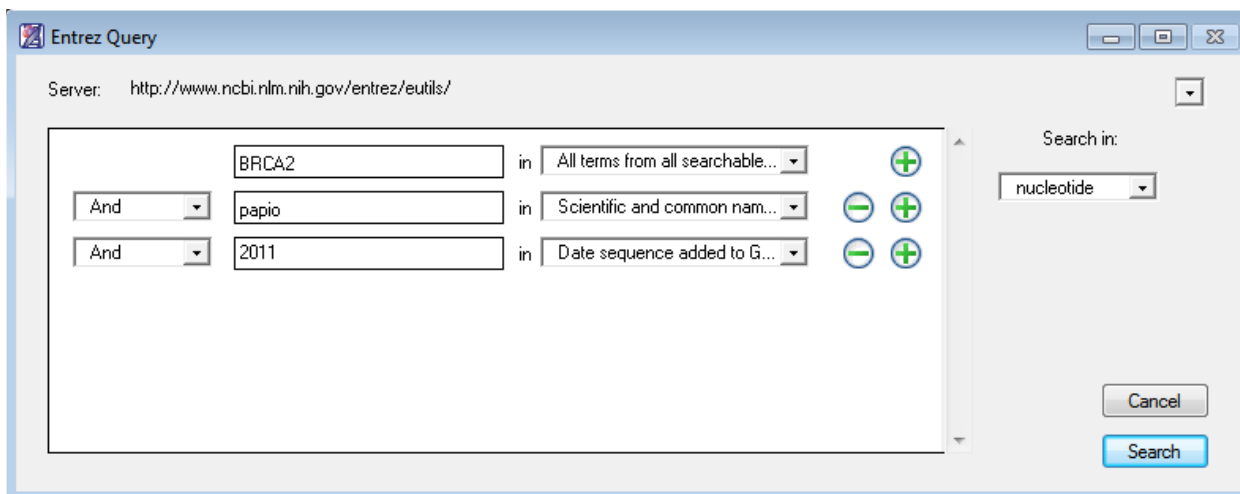 Entrez Query
Server: http://www.ncbi.nlm.nih.gov/entrez/eutils/
Search in:
BRCA2 in All terms from all searchable...
nucleotide
And papio in Scientific and common nam...
And 2011 in Date sequence added to G...
Cancel
Search